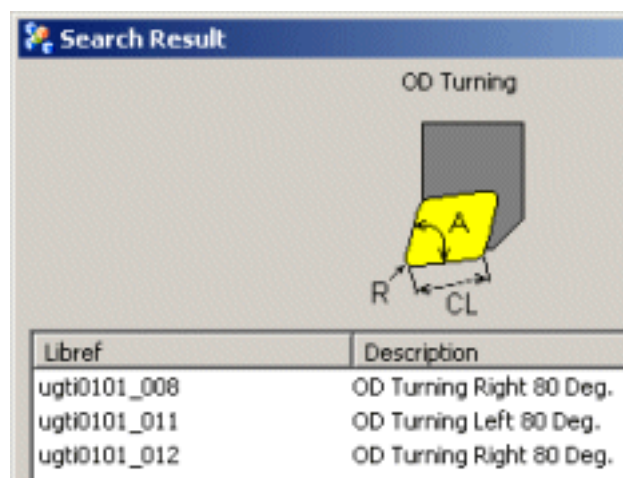 Search Result
OD Turning
A
R
CL
Libref Description
ugti0101_008 OD Turning Right 80 Deg.
ugti0101_011 OD Turning Left 80 Deg.
ugti0101_012 OD Turning Right 80 Deg.